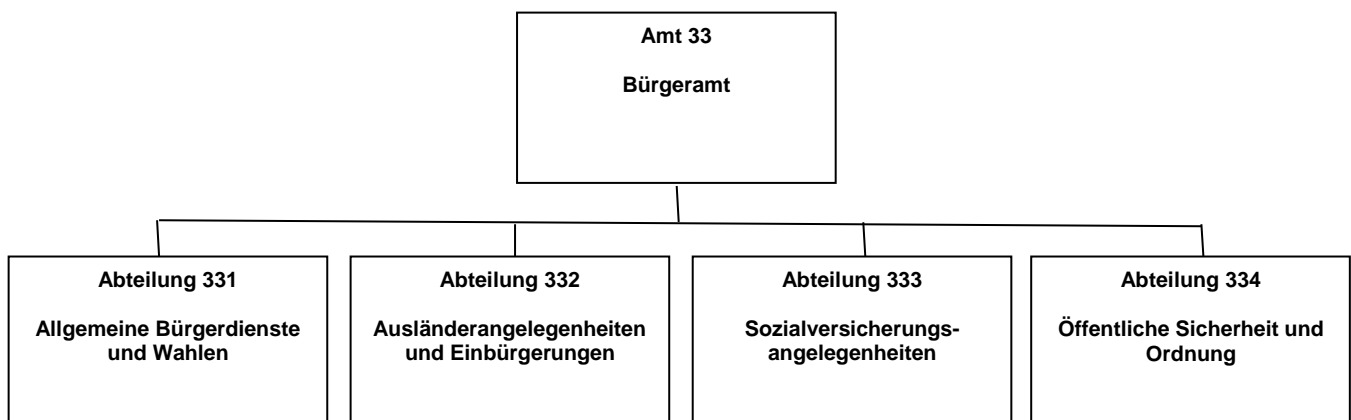 Amt 33
Bürgeramt
Abteilung 331
Allgemeine Bürgerdienste
und Wahlen
Abteilung 332
Ausländerangelegenheiten
und Einbürgerungen
Abteilung 333
Sozialversicherungs-
angelegenheiten
Abteilung 334
Öffentliche Sicherheit und
Ordnung